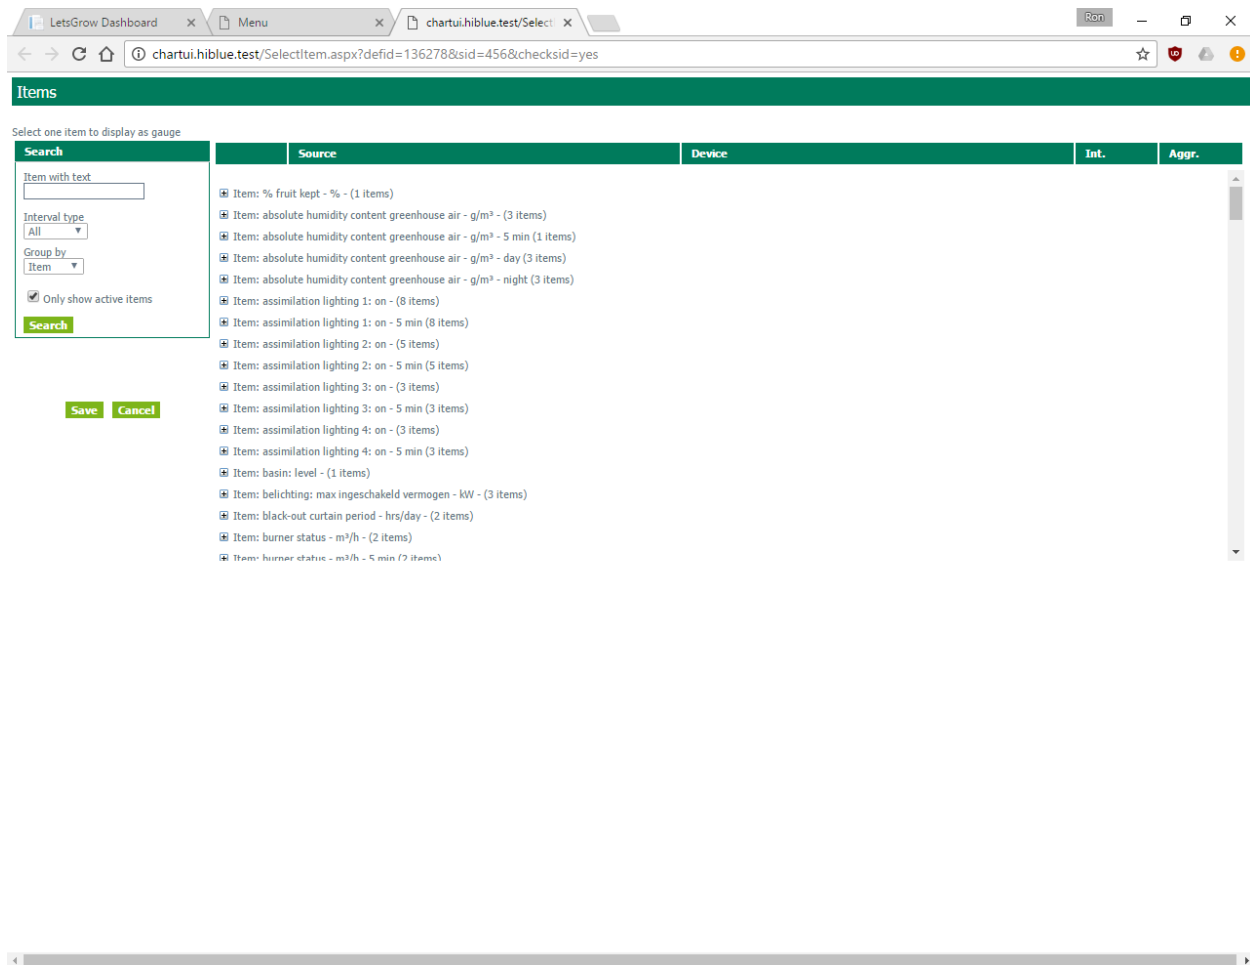 LetsGrow Dashboard
Menu
chartui.hiblue.test/Select
Ron
chartui.hiblue.test/SelectItem.aspx?defid=136278&sid=456&checksid=yes
Items
Select one item to display as gauge
Search
Source
Device
Int.
Aggr.
Item with text
Interval type
All
Group by
Item
Only show active items
Search
Save
Cancel
Item: % fruit kept - % - (1 items)
Item: absolute humidity content greenhouse air - g/m³ - (3 items)
Item: absolute humidity content greenhouse air - g/m³ - 5 min (1 items)
Item: absolute humidity content greenhouse air - g/m³ - day (3 items)
Item: absolute humidity content greenhouse air - g/m³ - night (3 items)
Item: assimilation lighting 1: on - (8 items)
Item: assimilation lighting 1: on - 5 min (8 items)
Item: assimilation lighting 2: on - (5 items)
Item: assimilation lighting 2: on - 5 min (5 items)
Item: assimilation lighting 3: on - (3 items)
Item: assimilation lighting 3: on - 5 min (3 items)
Item: assimilation lighting 4: on - (3 items)
Item: assimilation lighting 4: on - 5 min (3 items)
Item: basin: level - (1 items)
Item: belichting: max ingeschakeld vermogen - kW - (3 items)
Item: black-out curtain period - hrs/day - (2 items)
Item: burner status - m³/h - (2 items)
Item: burner status - m³/h - 5 min (2 items)